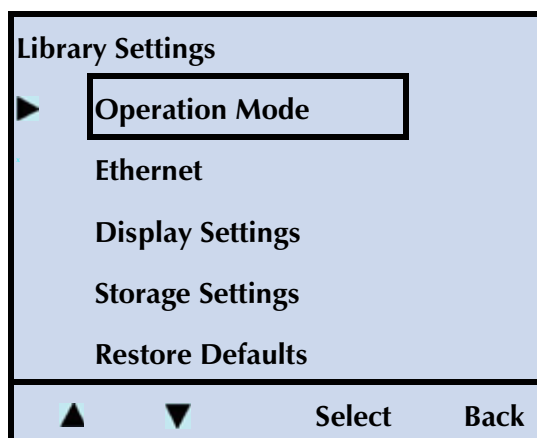 Library Settings
Operation Mode
Ethernet
Display Settings
Storage Settings
Restore Defaults
Select Back